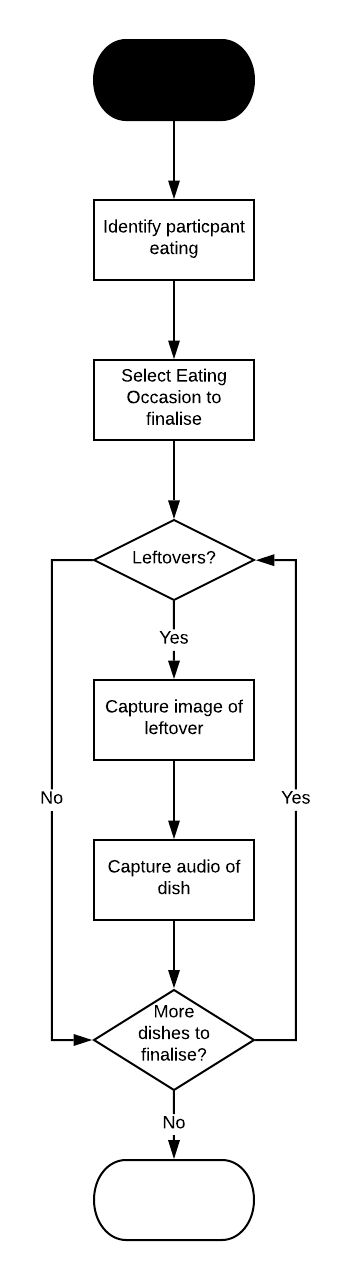 Identify particpant
eating
Select Eating
Occasion to
finalise
Leftovers?
Yes
Capture image of
leftover
No
Yes
Capture audio of
dish
More
dishes to
finalise?
No